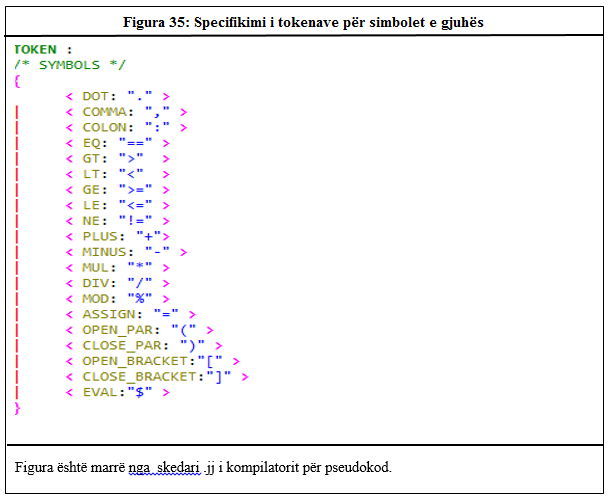 Figura 35: Specifikimi i tokenave për simbolet e gjuhës
TOKEN :
/* SYMBOLS */
{
< DOT: "." >
| < COMMA: "," >
| < COLON: ":" >
| < EQ: "==" >
| < GT: ">" >
| < LT: "<" >
| < GE: ">=" >
| < LE: "<=" >
| < NE: "!=" >
| < PLUS: "+">
| < MINUS: "-" >
| < MUL: "*" >
| < DIV: "/" >
| < MOD: "%" >
| < ASSIGN: "=" >
| < OPEN_PAR: "(" >
| < CLOSE_PAR: ")" >
| < OPEN_BRACKET:"[" >
| < CLOSE_BRACKET:"]" >
| < EVAL:"$" >
}
Figura është marrë nga skedari .jj i kompilatorit për pseudokod.